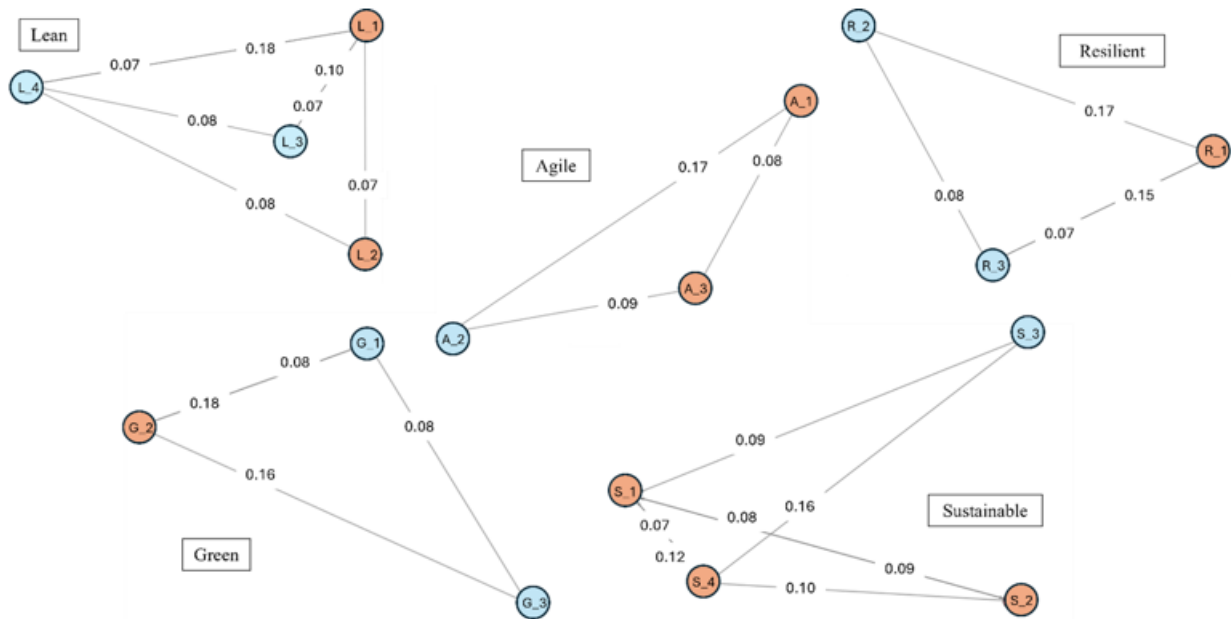 Lean
L_1
0.07
0.18
0.10
L_4
0.08
0.07
L_3
0.07
0.08
L_2
Agile
A_1
0.17
0.08
A_3
0.09
A_2
R_2
Resilient
0.17
R_1
0.08
0.15
0.07
R_3
G_1
0.08
0.18
G_2
0.08
0.16
Green
G_3
S_3
0.09
S_1
0.16
0.07
0.08
Sustainable
0.12
0.09
S_4
0.10
S_2